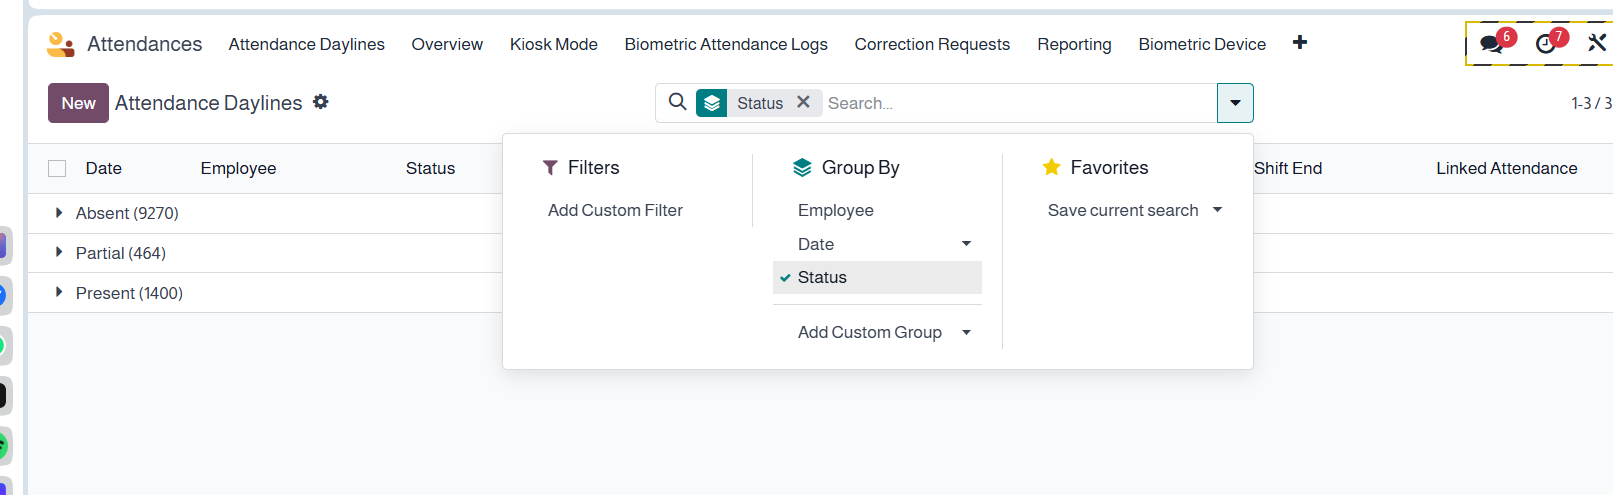 Attendances Attendance Daylines Overview Kiosk Mode Biometric Attendance Logs Correction Requests Reporting Biometric Device 6 7
New Attendance Daylines Status Search... 1-3 / 3
Date Employee Status Shift End Linked Attendance
Absent (9270)
Partial (464)
Present (1400)
Filters
Add Custom Filter
Group By
Employee
Date
Status
Add Custom Group
Favorites
Save current search